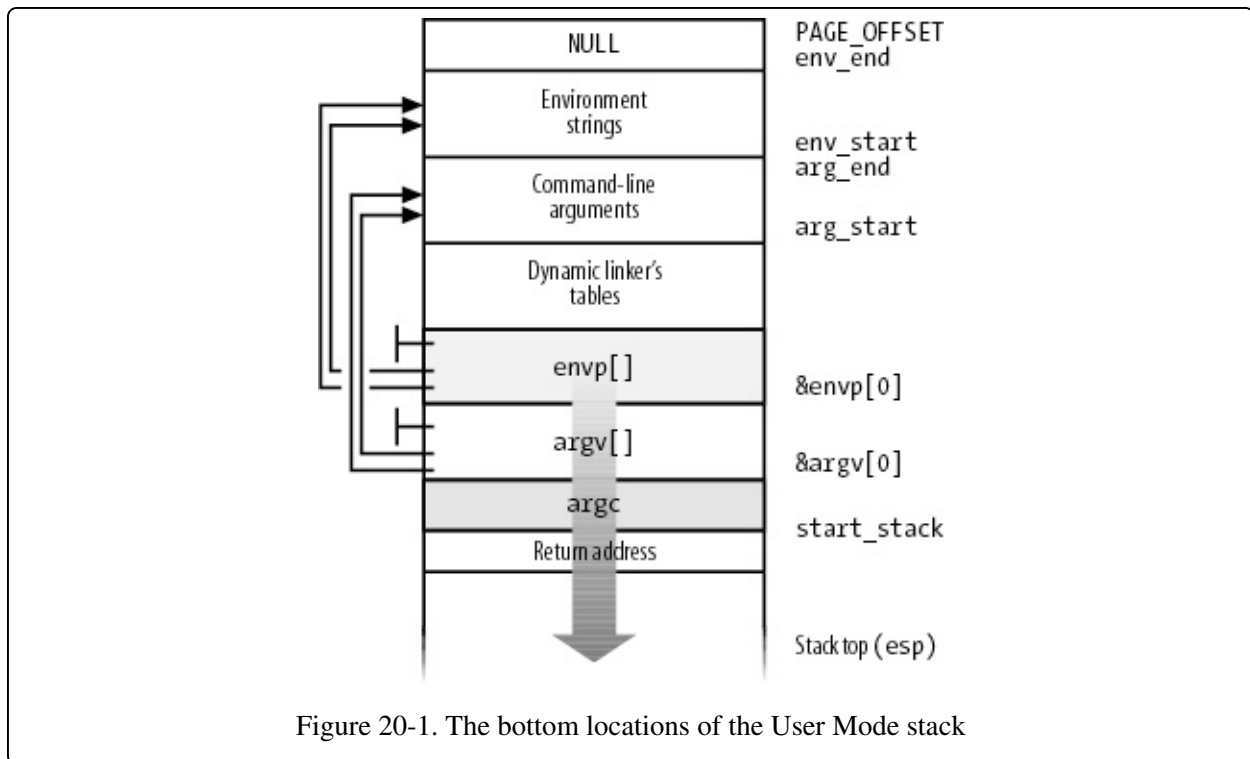 NULL
PAGE_OFFSET
env_end
Environment
strings
env_start
arg_end
Command-line
arguments
arg_start
Dynamic linker's
tables
envp[]
&envp[0]
argv[]
&argv[0]
argc
start_stack
Return address
Stack top (esp)
Figure 20-1. The bottom locations of the User Mode stack